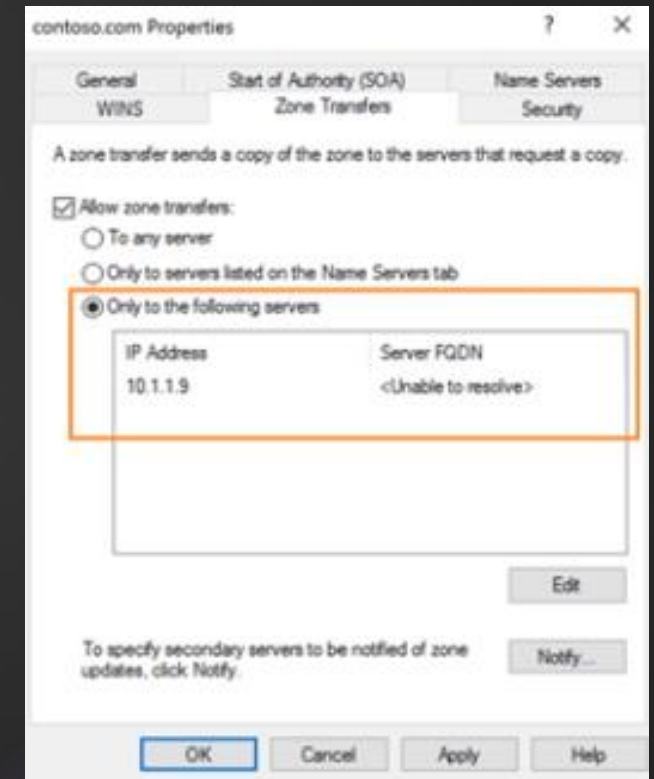 contoso.com Properties ? ×
General Start of Authority (SOA) Name Servers
WINS Zone Transfers Security
A zone transfer sends a copy of the zone to the servers that request a copy.
Allow zone transfers:
To any server
Only to servers listed on the Name Servers tab
Only to the following servers
IP Address Server FQDN
10.1.1.9 <Unable to resolve>
Edit
To specify secondary servers to be notified of zone
updates, click Notify.
Notify...
OK Cancel Apply Help